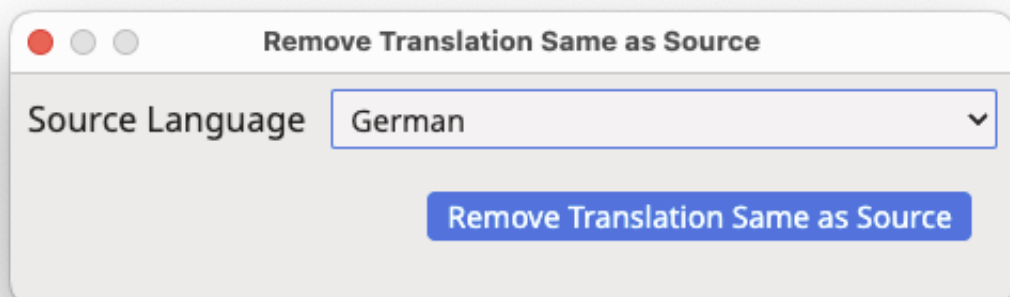 Remove Translation Same as Source
Source Language German
Remove Translation Same as Source